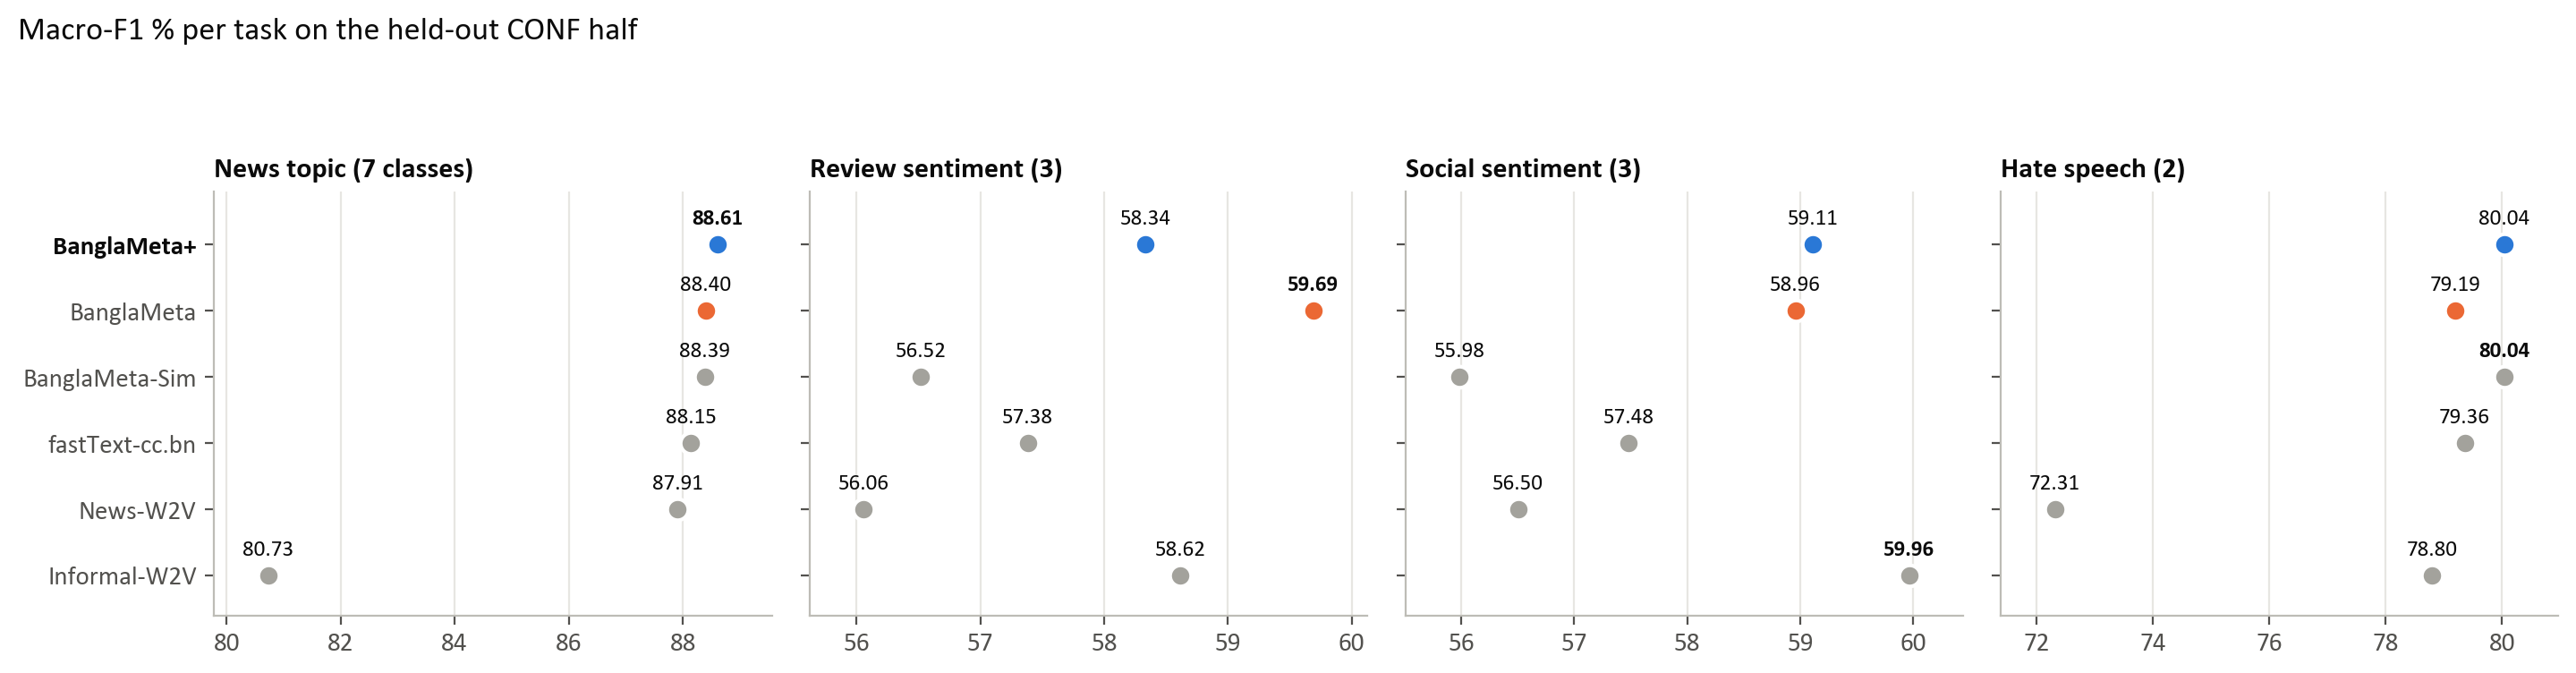 Macro-F1 % per task on the held-out CONF half
News topic (7 classes)
Review sentiment (3)
Social sentiment (3)
Hate speech (2)
88.61
58.34
59.11
80.04
BanglaMeta+
88.40
59.69
58.96
79.19
BanglaMeta
88.39
56.52
55.98
80.04
BanglaMeta-Sim
88.15
57.38
57.48
79.36
fastText-cc.bn
87.91
56.06
56.50
72.31
News-W2V
80.73
58.62
59.96
78.80
Informal-W2V
80 82 84 86 88
56 57 58 59 60
56 57 58 59 60
72 74 76 78 80